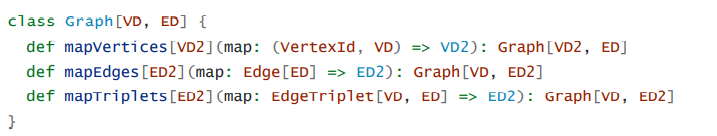 class Graph[VD, ED] {
  def mapVertices[VD2](map: (VertexId, VD) => VD2): Graph[VD2, ED]
  def mapEdges[ED2](map: Edge[ED] => ED2): Graph[VD, ED2]
  def mapTriplets[ED2](map: EdgeTriplet[VD, ED] => ED2): Graph[VD, ED2]
}